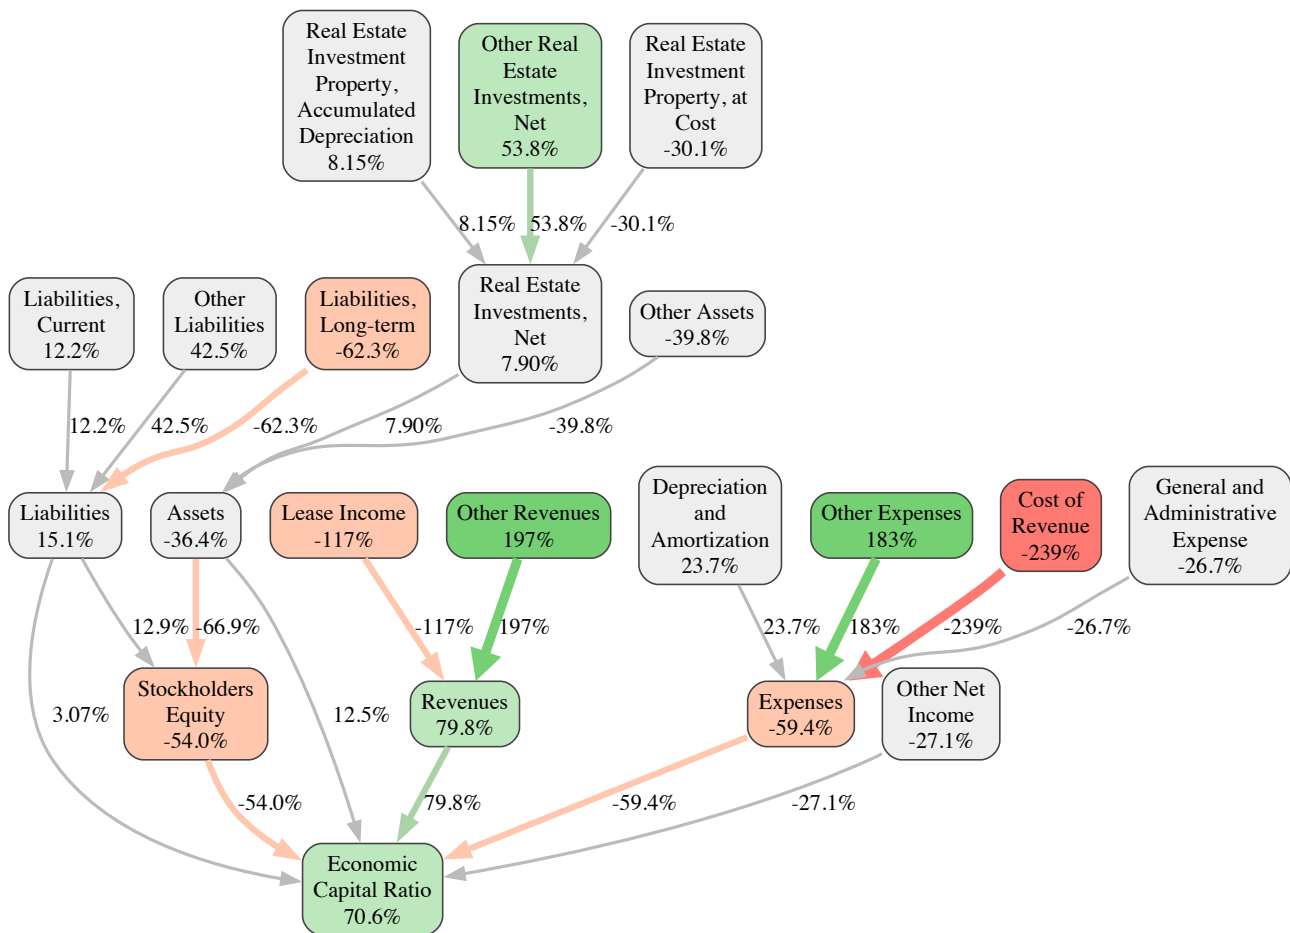 Real Estate
Investment
Property,
Accumulated
Depreciation
8.15%
Other Real
Estate
Investments,
Net
53.8%
Real Estate
Investment
Property, at
Cost
-30.1%
8.15%
53.8%
-30.1%
Liabilities,
Current
12.2%
Other
Liabilities
42.5%
Liabilities,
Long-term
-62.3%
Real Estate
Investments,
Net
7.90%
Other Assets
-39.8%
12.2%
42.5%
-62.3%
7.90%
-39.8%
Liabilities
15.1%
Assets
-36.4%
Lease Income
-117%
Other Revenues
197%
Depreciation
and
Amortization
23.7%
Other Expenses
183%
Cost of
Revenue
-239%
General and
Administrative
Expense
-26.7%
12.9%
-66.9%
-117%
197%
23.7%
183%
-239%
-26.7%
3.07%
Stockholders
Equity
-54.0%
12.5%
Revenues
79.8%
Expenses
-59.4%
Other Net
Income
-27.1%
-54.0%
79.8%
-59.4%
-27.1%
Economic
Capital Ratio
70.6%